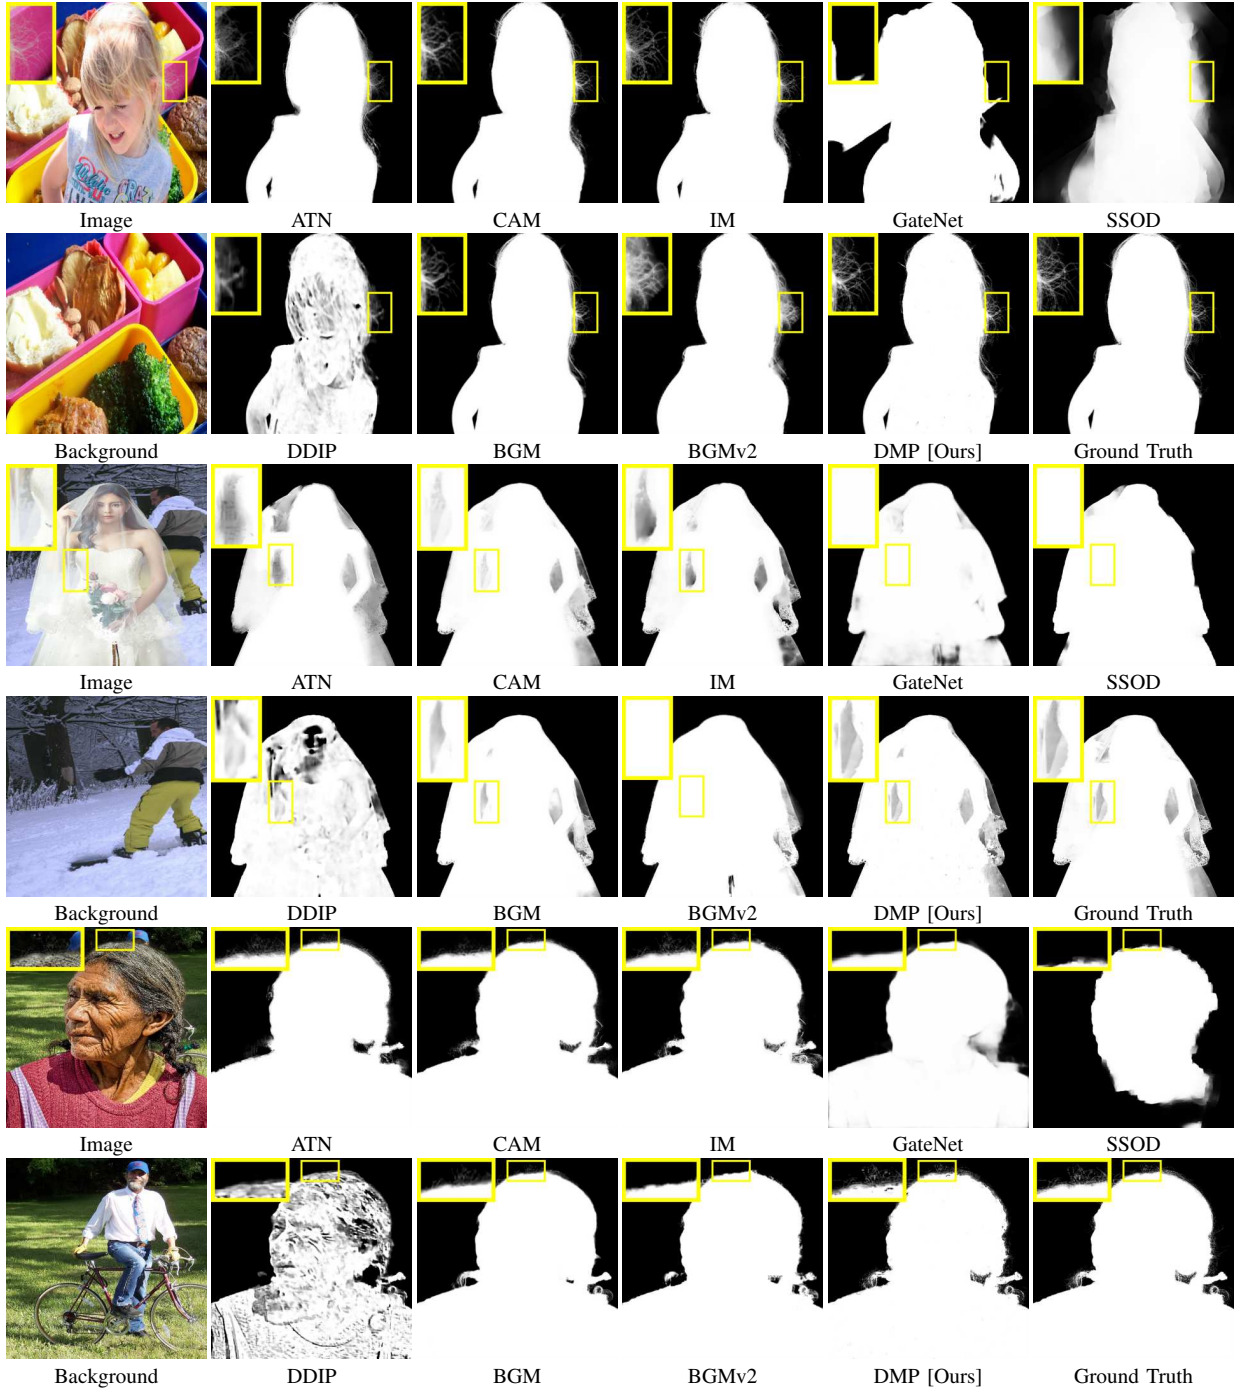 Athletic
Image ATN CAM IM GateNet SSOD
Background DDIP BGM BGMv2 DMP [Ours] Ground Truth
Image ATN CAM IM GateNet SSOD
Background DDIP BGM BGMv2 DMP [Ours] Ground Truth
Image ATN CAM IM GateNet SSOD
Background DDIP BGM BGMv2 DMP [Ours] Ground Truth